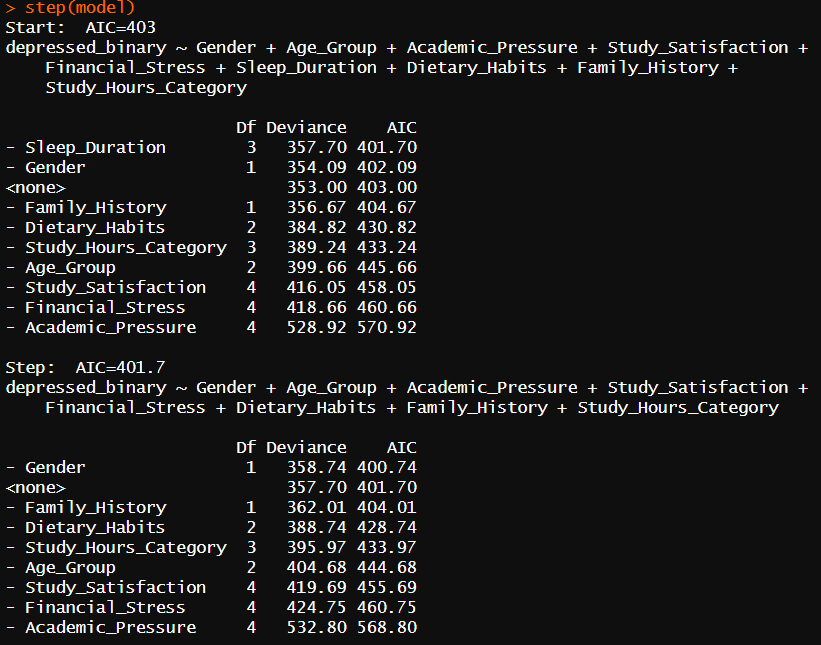 > step(model)
Start:  AIC=403
depressed_binary ~ Gender + Age_Group + Academic_Pressure + Study_Satisfaction +
    Financial_Stress + Sleep_Duration + Dietary_Habits + Family_History +
    Study_Hours_Category

                       Df Deviance    AIC
- Sleep_Duration        3   357.70 401.70
- Gender                1   354.09 402.09
<none>                      353.00 403.00
- Family_History        1   356.67 404.67
- Dietary_Habits        2   384.82 430.82
- Study_Hours_Category  3   389.24 433.24
- Age_Group             2   399.66 445.66
- Study_Satisfaction    4   416.05 458.05
- Financial_Stress      4   418.66 460.66
- Academic_Pressure     4   528.92 570.92

Step:  AIC=401.7
depressed_binary ~ Gender + Age_Group + Academic_Pressure + Study_Satisfaction +
    Financial_Stress + Dietary_Habits + Family_History + Study_Hours_Category

                       Df Deviance    AIC
- Gender                1   358.74 400.74
<none>                      357.70 401.70
- Family_History        1   362.01 404.01
- Dietary_Habits        2   388.74 428.74
- Study_Hours_Category  3   395.97 433.97
- Age_Group             2   404.68 444.68
- Study_Satisfaction    4   419.69 455.69
- Financial_Stress      4   424.75 460.75
- Academic_Pressure     4   532.80 568.80